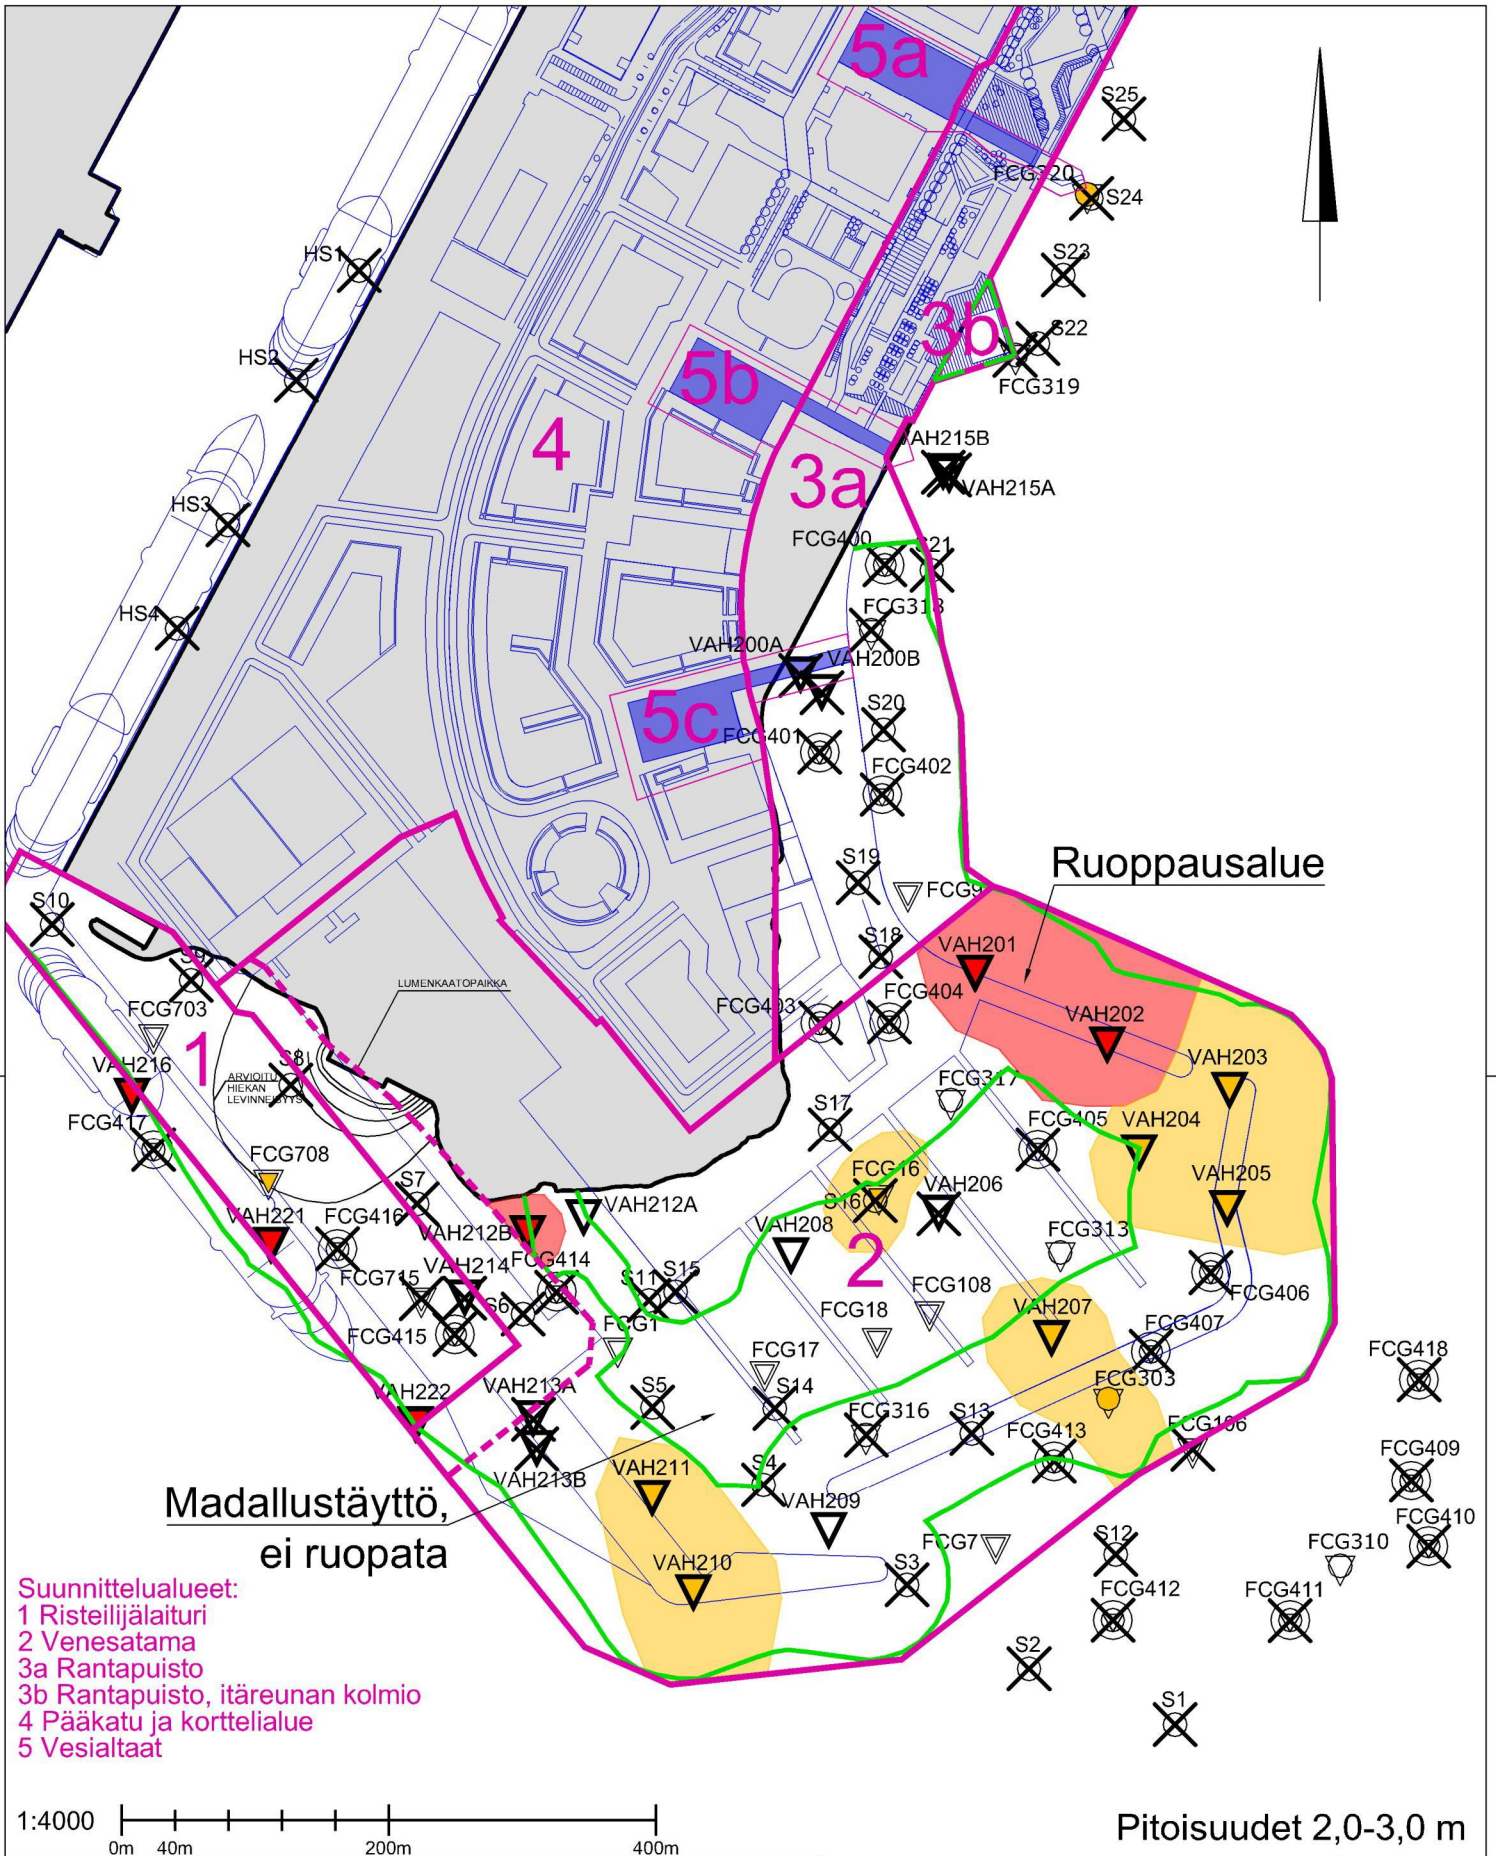 5a
S25
FCG320
S24
S23
HS1
3b
S22
HS2
FCG319
5b
4
VAH215B
3a
VAH215A
HS3
FCG400
S21
FCG318
HS4
VAH200A
VAH200B
5c
S20
FCG401
FCG402
Ruoppausalue
S19
FCG9
S10
S18
VAH201
S9
LUMENKAATOPAIKKA
FCG703
FCG403
FCG404
VAH202
1
VAH216
S8
VAH203
ARVIOITU
HIEKAN
LEVINNEISYYS
FCG317
FCG417
S17
FCG405
VAH204
FCG708
FCG16
VAH205
S7
S16
VAH206
VAH212A
VAH221
FCG416
VAH212B
VAH208
FCG313
2
FCG715
VAH214
FCG414
S11
S15
FCG406
S6
FCG108
VAH207
FCG415
FCG1
FCG18
FCG407
FCG17
FCG418
VAH222
VAH213A
S5
S14
FCG303
FCG316
S13
FCG106
FCG413
FCG409
VAH213B
VAH211
S4
Madallustäyttö,
ei ruopata
VAH209
FCG410
FCG7
S12
FCG310
VAH210
S3
FCG412
FCG411
Suunnittelualueet:
1 Risteilijälaituri
2 Venesatama
3a Rantapuisto
3b Rantapuisto, itäreunan kolmio
4 Pääkatu ja korttelialue
5 Vesialtaat
S2
S1
1:4000
0m 40m 200m 400m
Pitoisuudet 2,0-3,0 m